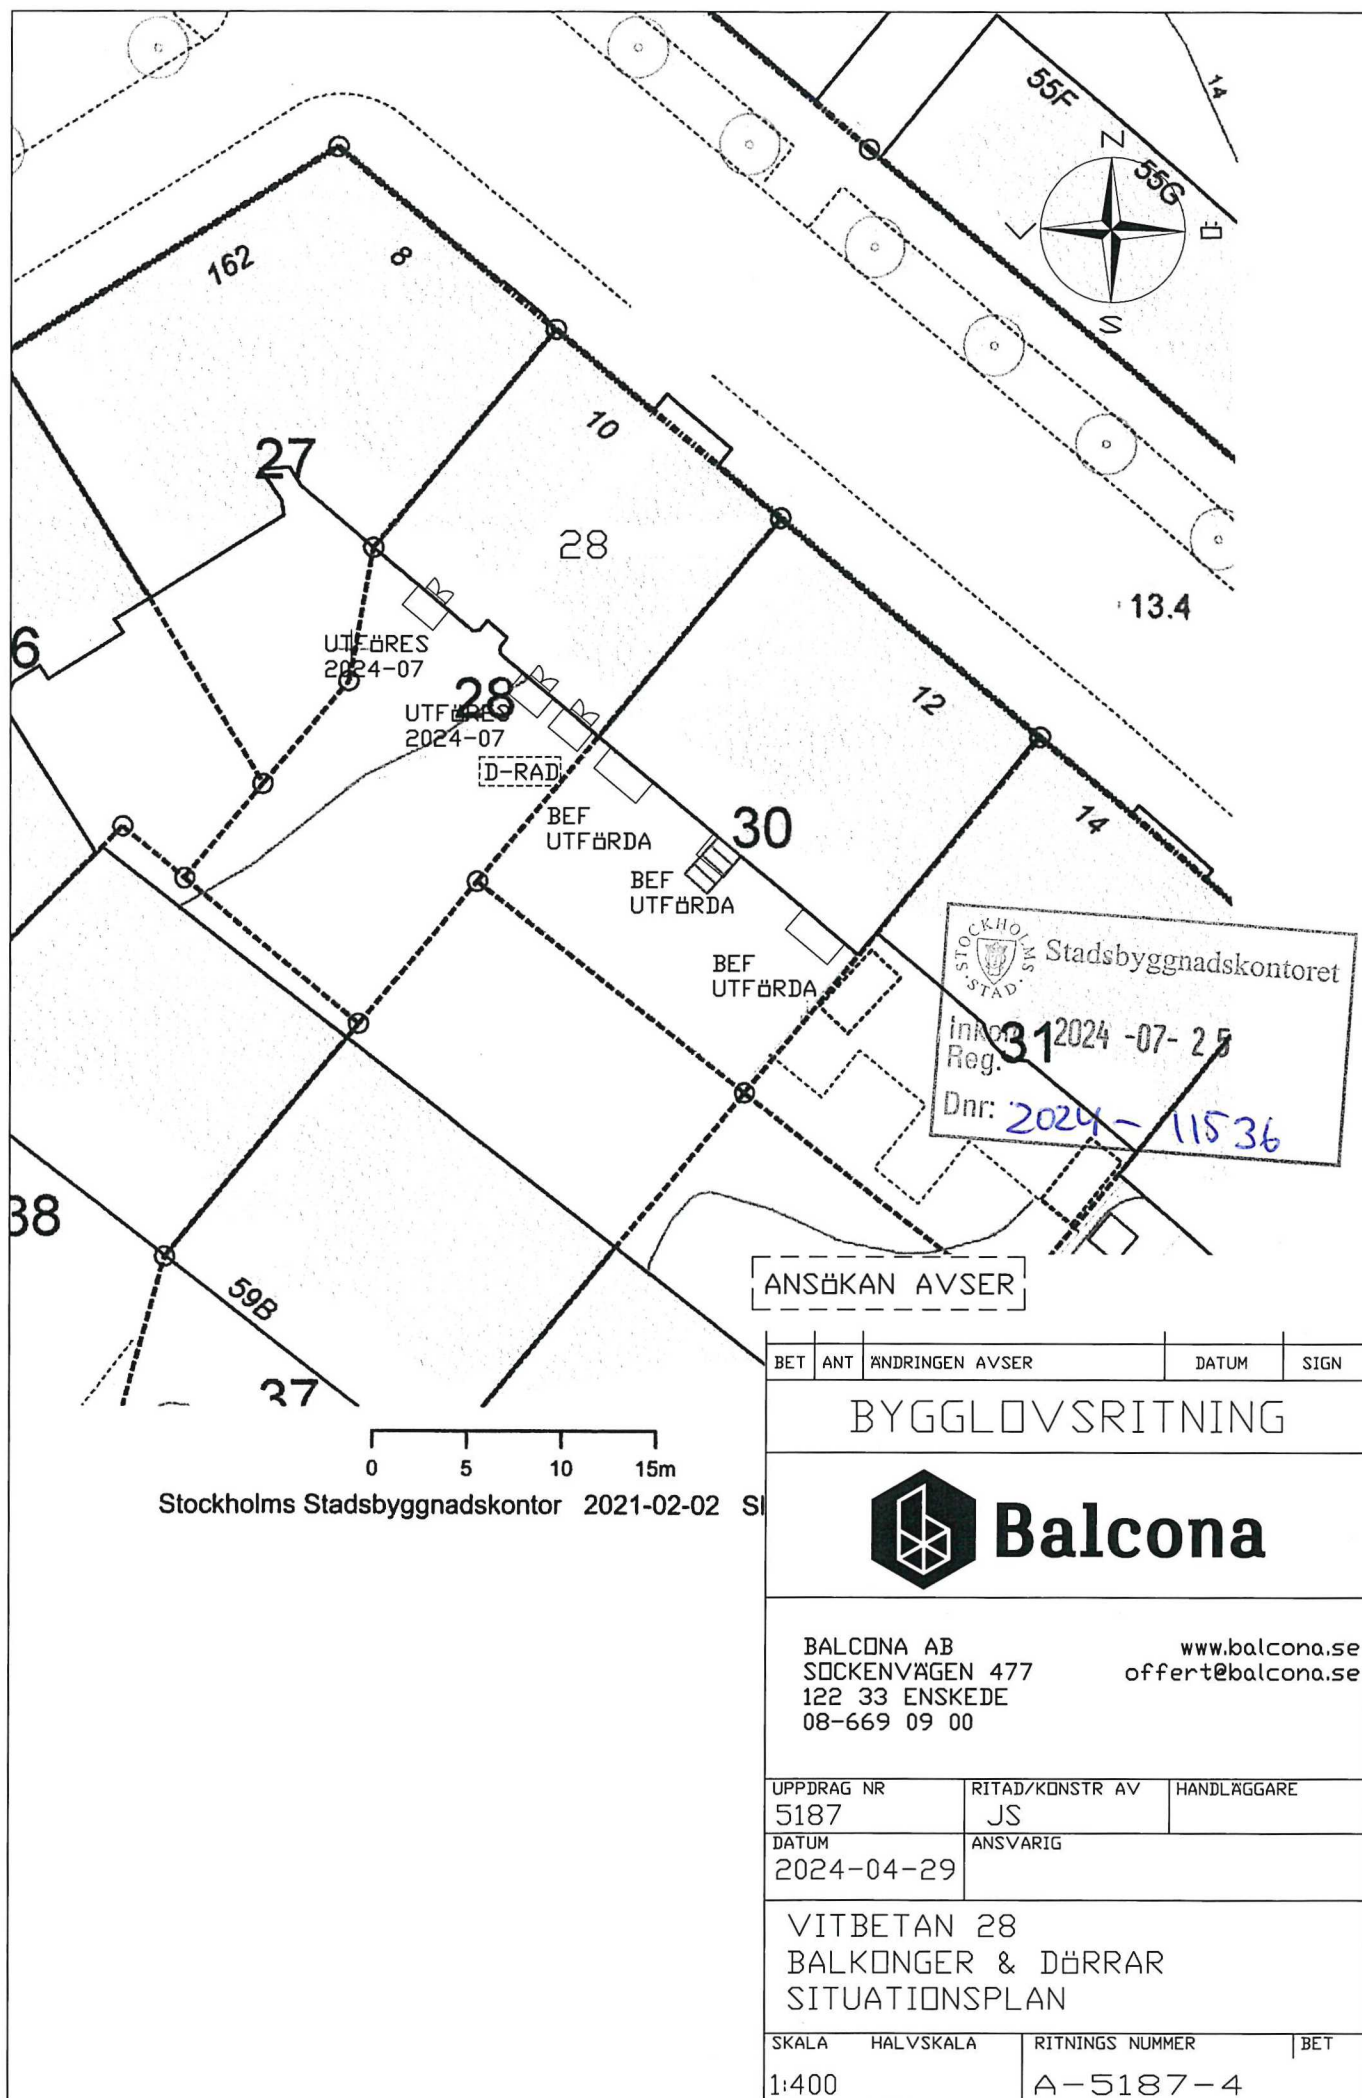 14
55F
N
55G
V
Ö
S
162
8
10
27
28
13.4
6
UTFÖRES
2024-07
28
UTFÖRES
2024-07
D-RAD
12
14
30
BEF
UTFÖRDA
BEF
UTFÖRDA
BEF
UTFÖRDA
STOCKHOLMS STAD
Stadsbyggnadskontoret
Inkom 2024 -07- 25
31
Reg.
Dnr: 2024 - 11536
38
59B
37
ANSÖKAN AVSER
0 5 10 15m
Stockholms Stadsbyggnadskontor 2021-02-02
BET ANT ÄNDRINGEN AVSER DATUM SIGN
BYGGLOVSRITNING
Balcona
BALCONA AB www.balcona.se
SOCKENVÄGEN 477 offert@balcona.se
122 33 ENSKEDE
08-669 09 00
UPPDRAG NR RITAD/KONSTR AV HANDLÄGGARE
5187 JS
DATUM ANSVARIG
2024-04-29
VITBETAN 28
BALKONGER & DÖRRAR
SITUATIONSPLAN
SKALA HALVSKALA RITNINGS NUMMER BET
1:400 A-5187-4